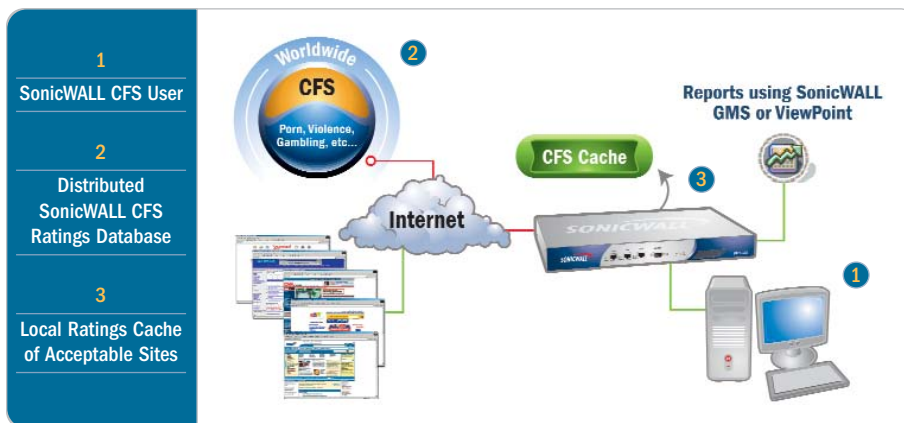 1
SonicWALL CFS User
2
Distributed
SonicWALL CFS
Ratings Database
3
Local Ratings Cache
of Acceptable Sites
Worldwide
2
CFS
Porn, Violence,
Gambling, etc...
Reports using SonicWALL
GMS or ViewPoint
CFS Cache
3
Internet
SONICWALL
SONICWALL
1